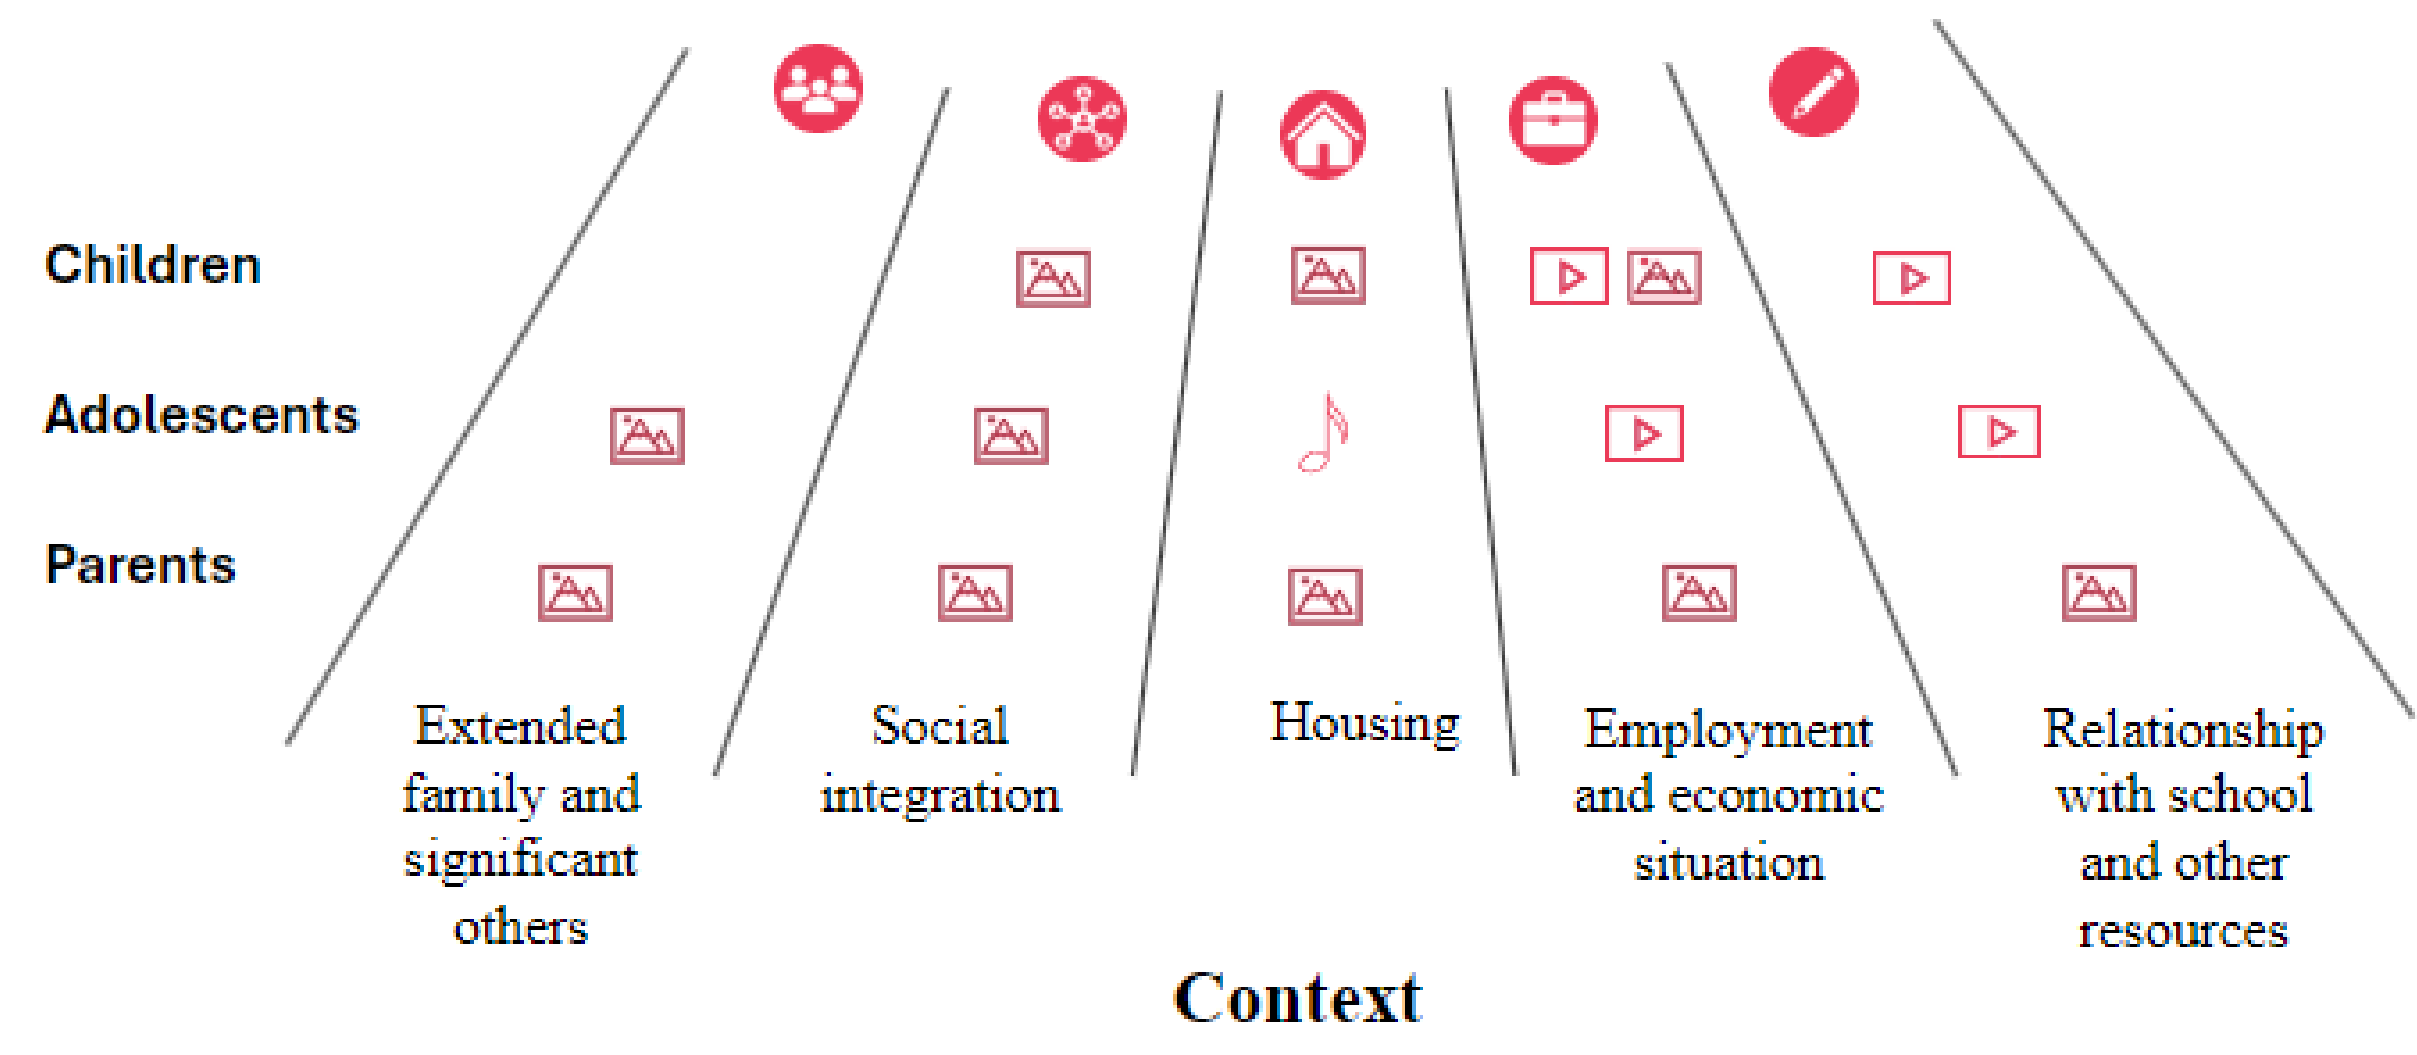 Children
Adolescents
Parents
Extended
family and
significant
others
Social
integration
Housing
Employment
and economic
situation
Relationship
with school
and other
resources
Context